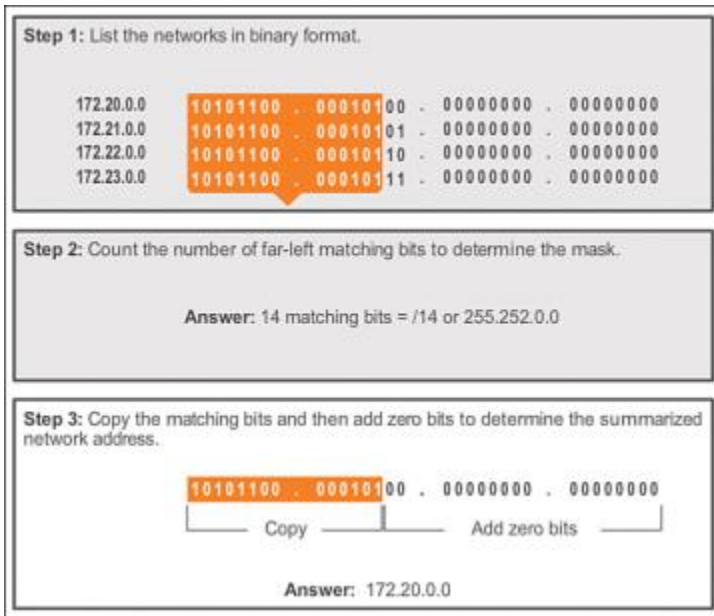 Step 1: List the networks in binary format.
172.20.0.0 10101100 . 00010100 . 00000000 . 00000000
172.21.0.0 10101100 . 00010101 . 00000000 . 00000000
172.22.0.0 10101100 . 00010110 . 00000000 . 00000000
172.23.0.0 10101100 . 00010111 . 00000000 . 00000000
Step 2: Count the number of far-left matching bits to determine the mask.
Answer: 14 matching bits = /14 or 255.252.0.0
Step 3: Copy the matching bits and then add zero bits to determine the summarized
network address.
10101100 . 00010100 . 00000000 . 00000000
Copy Add zero bits
Answer: 172.20.0.0